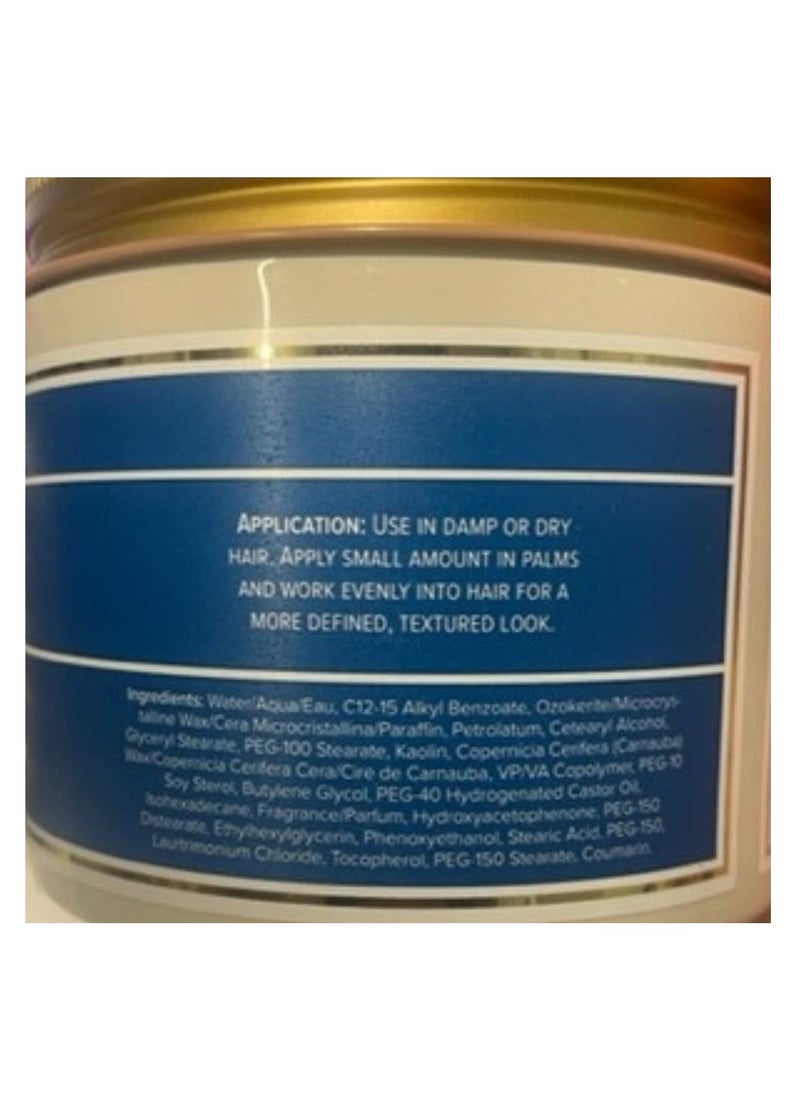 APPLICATION: USE IN DAMP OR DRY
HAIR. APPLY SMALL AMOUNT IN PALMS
AND WORK EVENLY INTO HAIR FOR A
MORE DEFINED, TEXTURED LOOK.
Ingredients: Water/Aqua/Eau, C12-15 Alkyl Benzoate, Ozokerite/Microcrys-
talline Wax/Cera Microcristallina/Paraffin, Petrolatum, Cetearyl Alcohol,
Glyceryl Stearate, PEG-100 Stearate, Kaolin, Copernicia Cerifera (Carnauba)
Wax/Copernicia Cerifera Cera/Cire de Carnauba, VP/VA Copolymer, PEG-10
Soy Sterol, Butylene Glycol, PEG-40 Hydrogenated Castor Oil,
Isohexadecane, Fragrance/Parfum, Hydroxyacetophenone, PEG-150
Distearate, Ethylhexylglycerin, Phenoxyethanol, Stearic Acid, PEG-150,
Laurtrimonium Chloride, Tocopherol, PEG-150 Stearate, Coumarin.